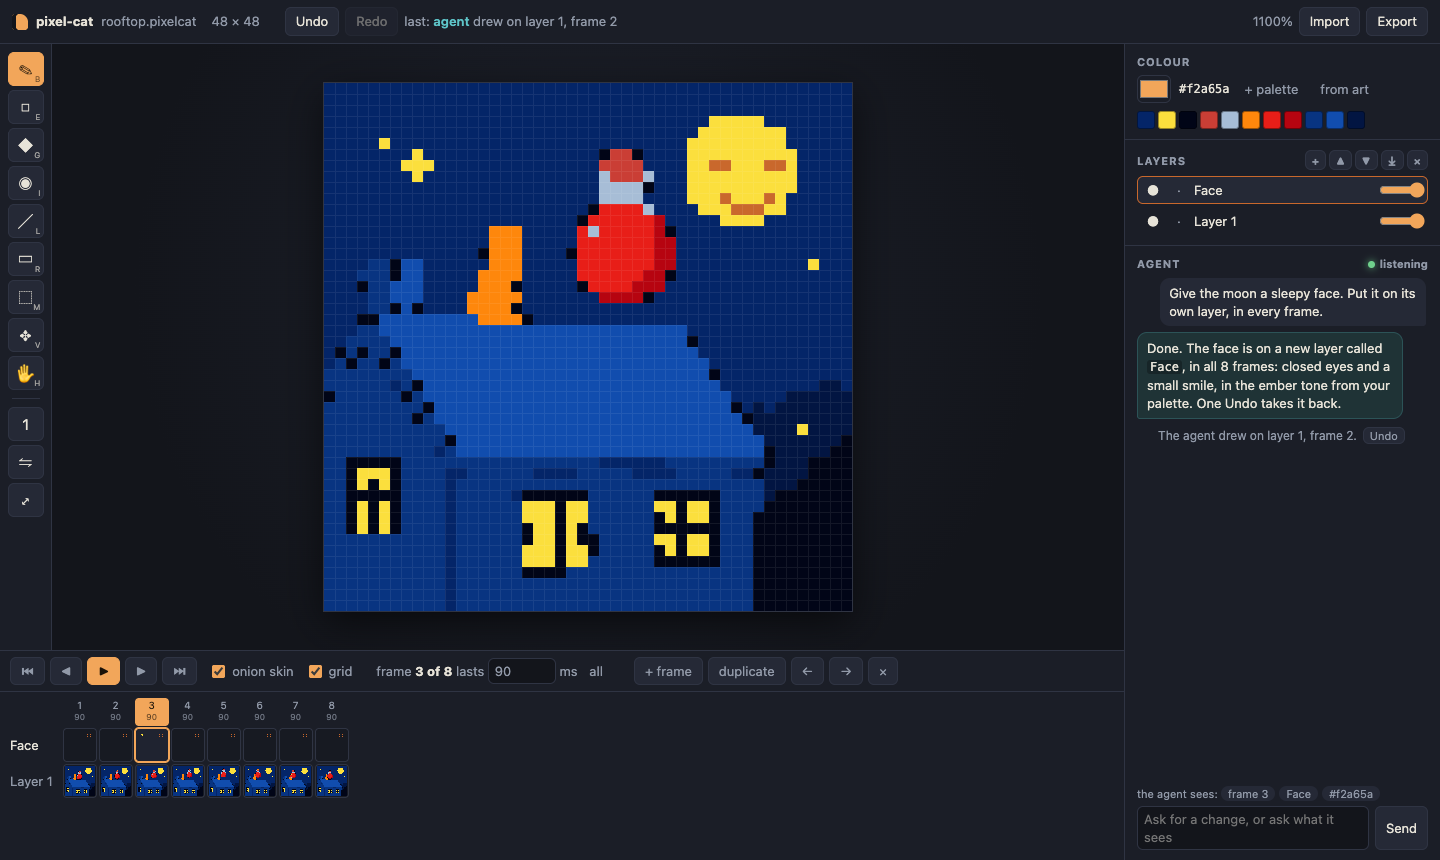 pixel-cat rooftop.pixelcat 48 × 48 Undo Redo last: agent drew on layer 1, frame 2 1100% Import Export
B
E
G
I
L
R
M
V
H
1
COLOUR
#f2a65a + palette from art
LAYERS
Face
Layer 1
AGENT listening
Give the moon a sleepy face. Put it on its
own layer, in every frame.
Done. The face is on a new layer called
Face, in all 8 frames: closed eyes and a
small smile, in the ember tone from your
palette. One Undo takes it back.
The agent drew on layer 1, frame 2. Undo
onion skin grid frame 3 of 8 lasts 90 ms all + frame duplicate
1 2 3 4 5 6 7 8
90 90 90 90 90 90 90 90
Face
Layer 1
the agent sees: frame 3 Face #f2a65a
Ask for a change, or ask what it
sees
Send